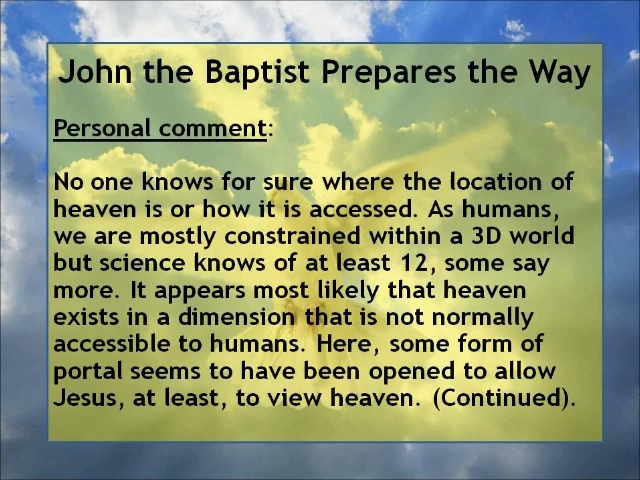 John the Baptist Prepares the Way
Personal comment:
No one knows for sure where the location of
heaven is or how it is accessed. As humans,
we are mostly constrained within a 3D world
but science knows of at least 12, some say
more. It appears most likely that heaven
exists in a dimension that is not normally
accessible to humans. Here, some form of
portal seems to have been opened to allow
Jesus, at least, to view heaven. (Continued).